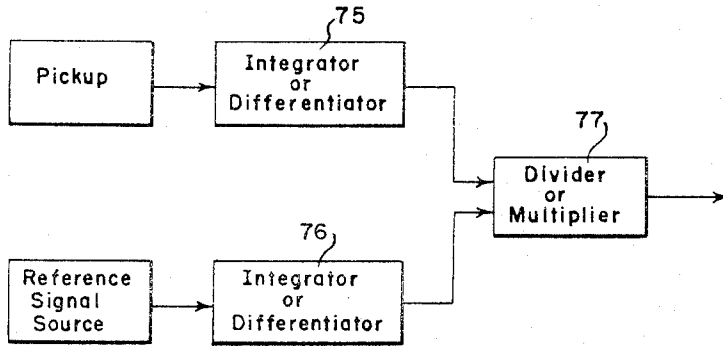 75
Pickup
Integrator
or
Differentiator
77
Divider
or
Multiplier
76
Reference
Signal
Source
Integrator
or
Differentiator